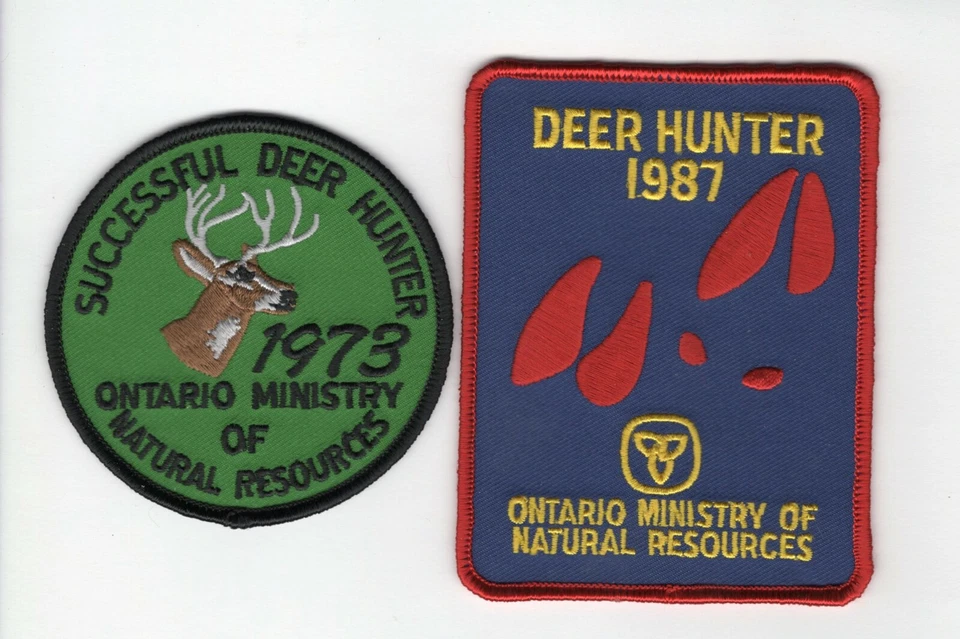 SUCCESSFUL DEER HUNTER
1973
ONTARIO MINISTRY
OF
NATURAL RESOURCES
DEER HUNTER
1987
ONTARIO MINISTRY OF
NATURAL RESOURCES